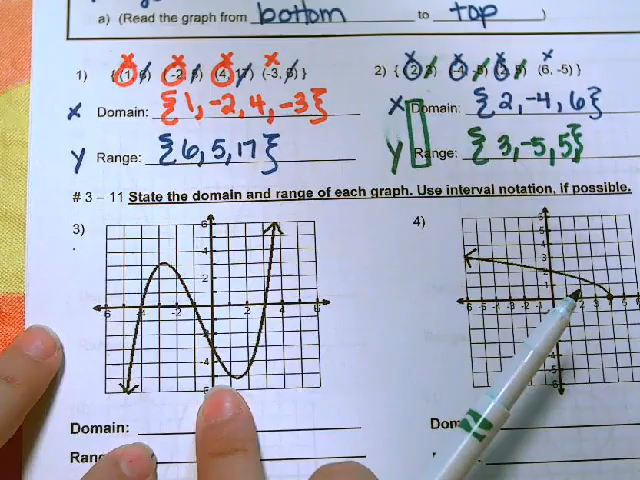 a) (Read the graph from bottom to top)
x x x x x x x x
1) { (1, 6) (-2, 5) (4, 17) (-3, 5) } 2) { (2, 3) (-4, -5) (2, 5) (6, -5) }
x Domain: {1, -2, 4, -3} x Domain: {2, -4, 6}
y Range: {6, 5, 17} y Range: {3, -5, 5}
# 3 – 11 State the domain and range of each graph. Use interval notation, if possible.
3) 4)
Domain: